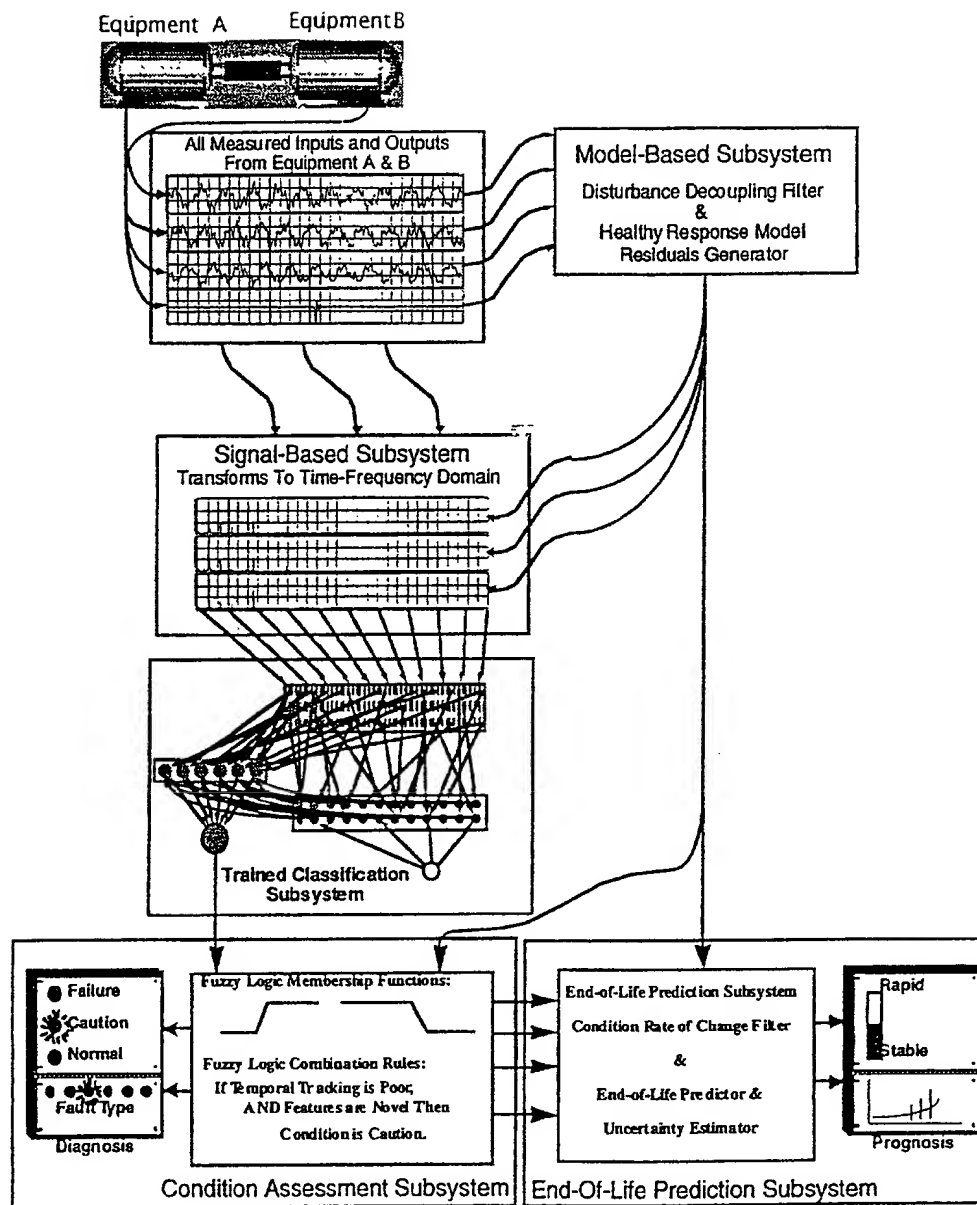 Equipment A
Equipment B
All Measured Inputs and Outputs
From Equipment A & B
Model-Based Subsystem
Disturbance Decoupling Filter
&
Healthy Response Model
Residuals Generator
Signal-Based Subsystem
Transforms To Time-Frequency Domain
Trained Classification
Subsystem
Failure
Caution
Normal
Fault Type
Diagnosis
Fuzzy Logic Membership Functions:
Fuzzy Logic Combination Rules:
If Temporal Tracking is Poor,
AND Features are Novel Then
Condition is Caution.
Condition Assessment Subsystem
End-of-Life Prediction Subsystem
Condition Rate of Change Filter
&
End-of-Life Predictor &
Uncertainty Estimator
Rapid
Stable
Prognosis
End-Of-Life Prediction Subsystem